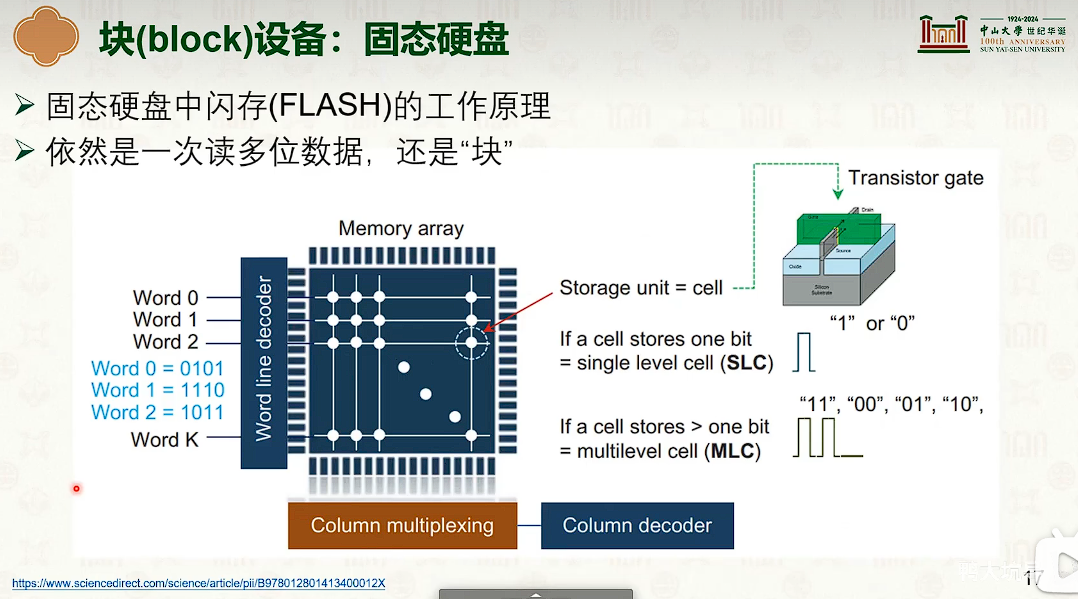 块(block)设备：固态硬盘
1924-2024
中山大學 世纪华诞
100th ANNIVERSARY
SUN YAT-SEN UNIVERSITY
固态硬盘中闪存(FLASH)的工作原理
依然是一次读多位数据，还是“块”
Transistor gate
Drain
Source
Oxide
Silicon
Substrate
Memory array
Word line decoder
Word 0
Word 1
Word 2
Word 0 = 0101
Word 1 = 1110
Word 2 = 1011
Word K
Storage unit = cell
“1” or “0”
If a cell stores one bit
= single level cell (SLC)
“11”, “00”, “01”, “10”,
If a cell stores > one bit
= multilevel cell (MLC)
Column multiplexing
Column decoder
https://www.sciencedirect.com/science/article/pii/B978012801413400012X